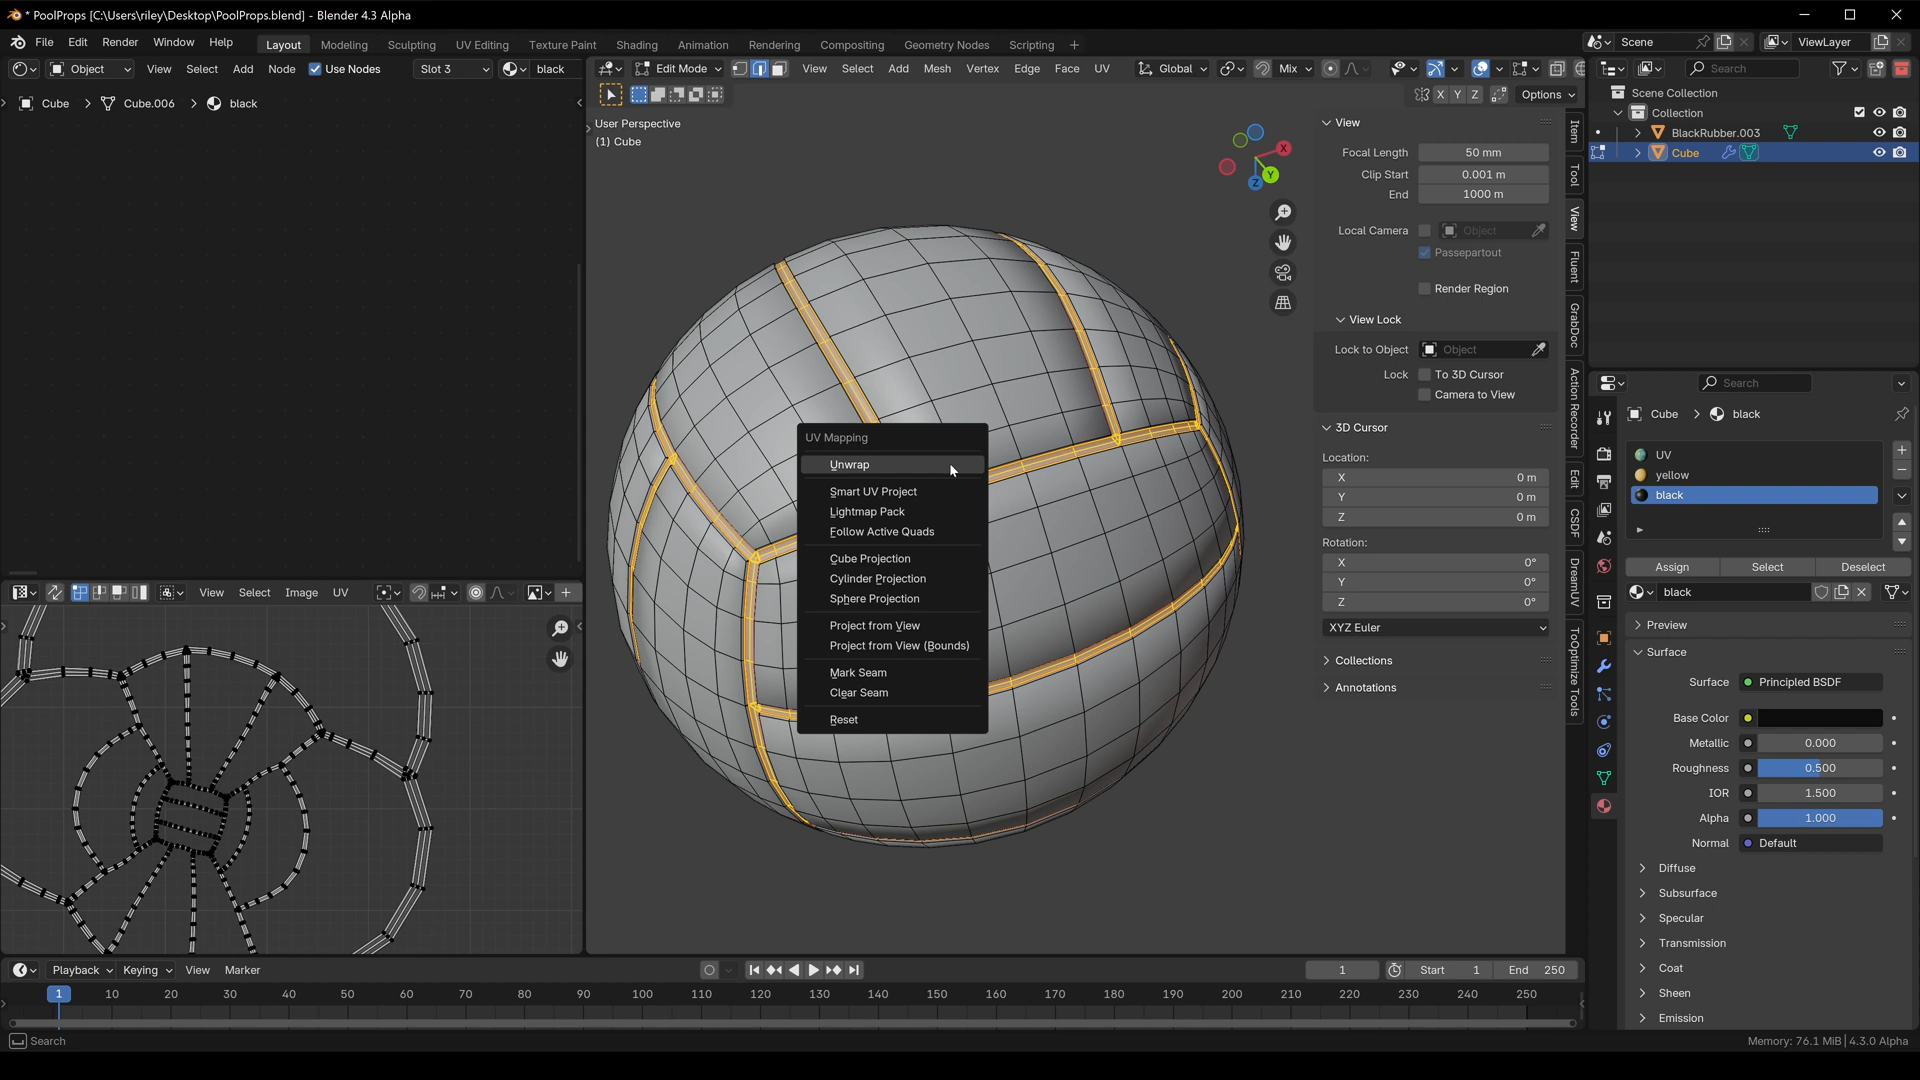 * PoolProps [C:\Users\riley\Desktop\PoolProps.blend] - Blender 4.3 Alpha
File Edit Render Window Help Layout Modeling Sculpting UV Editing Texture Paint Shading Animation Rendering Compositing Geometry Nodes Scripting + Scene ViewLayer
Object View Select Add Node Use Nodes Slot 3 black
Edit Mode View Select Add Mesh Vertex Edge Face UV Global Mix
Search
X Y Z Options
Cube > Cube.006 > black
User Perspective
(1) Cube
X
Y
Z
View
Focal Length 50 mm
Clip Start 0.001 m
End 1000 m
Local Camera Object
Passepartout
Render Region
View Lock
Lock to Object Object
Lock To 3D Cursor
Camera to View
3D Cursor
Location:
X 0 m
Y 0 m
Z 0 m
Rotation:
X 0°
Y 0°
Z 0°
XYZ Euler
Collections
Annotations
Item
Tool
View
Fluent
GrabDoc
Action Recorder
Edit
CSDF
DreamUV
ToOptimize Tools
UV Mapping
Unwrap
Smart UV Project
Lightmap Pack
Follow Active Quads
Cube Projection
Cylinder Projection
Sphere Projection
Project from View
Project from View (Bounds)
Mark Seam
Clear Seam
Reset
Scene Collection
Collection
BlackRubber.003
Cube
Search
Cube > black
UV
yellow
black
Assign Select Deselect
black
Preview
Surface
Surface Principled BSDF
Base Color
Metallic 0.000
Roughness 0.500
IOR 1.500
Alpha 1.000
Normal Default
Diffuse
Subsurface
Specular
Transmission
Coat
Sheen
Emission
View Select Image UV
Playback Keying View Marker 1 Start 1 End 250
1 10 20 30 40 50 60 70 80 90 100 110 120 130 140 150 160 170 180 190 200 210 220 230 240 250
Search
Memory: 76.1 MiB | 4.3.0 Alpha